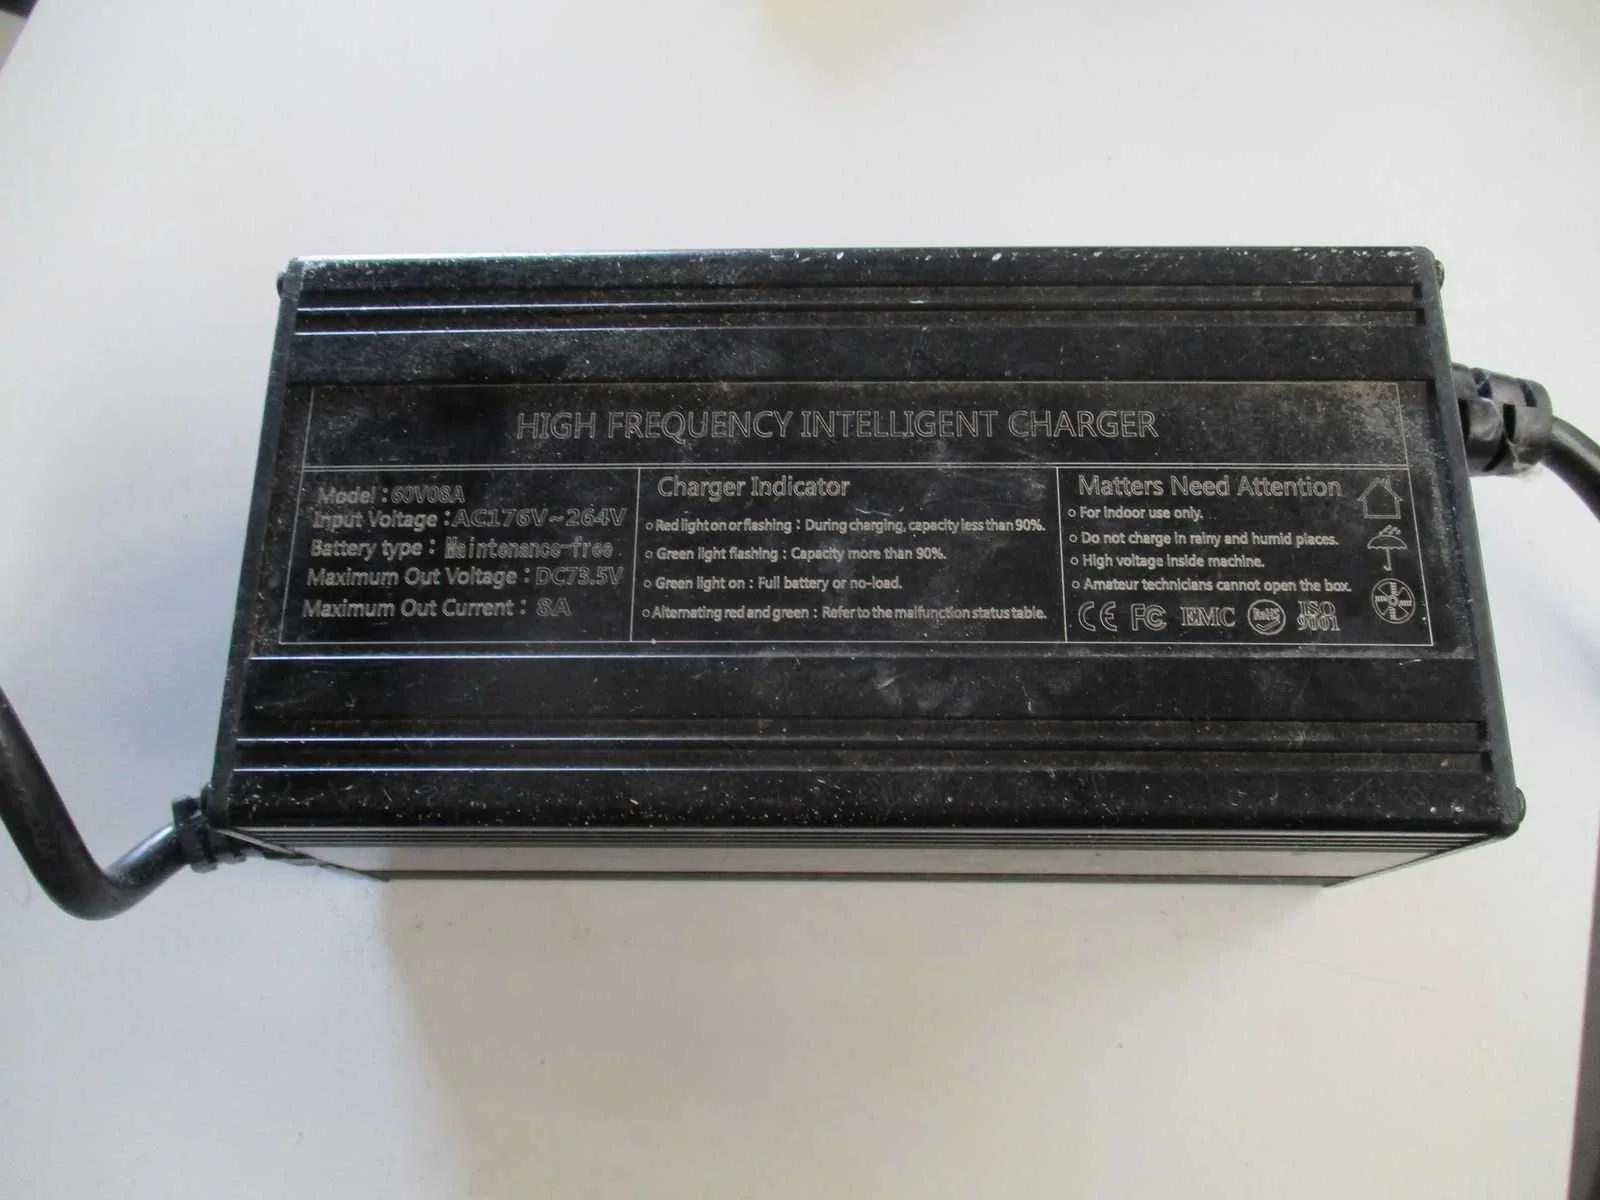 HIGH FREQUENCY INTELLIGENT CHARGER
Model : 60V08A
Input Voltage : AC176V~264V
Battery type : Maintenance-free
Maximum Out Voltage : DC73.5V
Maximum Out Current : 8A
Charger Indicator
○ Red light on or flashing : During charging, capacity less than 90%.
○ Green light flashing : Capacity more than 90%.
○ Green light on : Full battery or no-load.
○ Alternating red and green : Refer to the malfunction status table.
Matters Need Attention
○ For indoor use only.
○ Do not charge in rainy and humid places.
○ High voltage inside machine.
○ Amateur technicians cannot open the box.
CE FC EMC RoHS ISO 9001